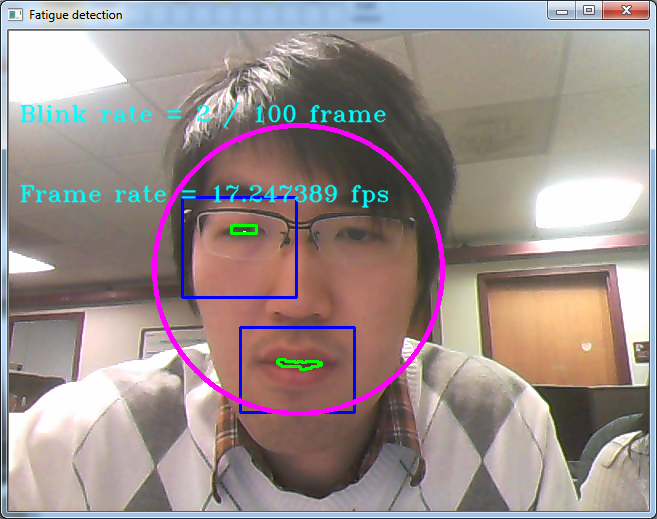 Fatigue detection
Blink rate = 2 / 100 frame
Frame rate = 17.247389 fps